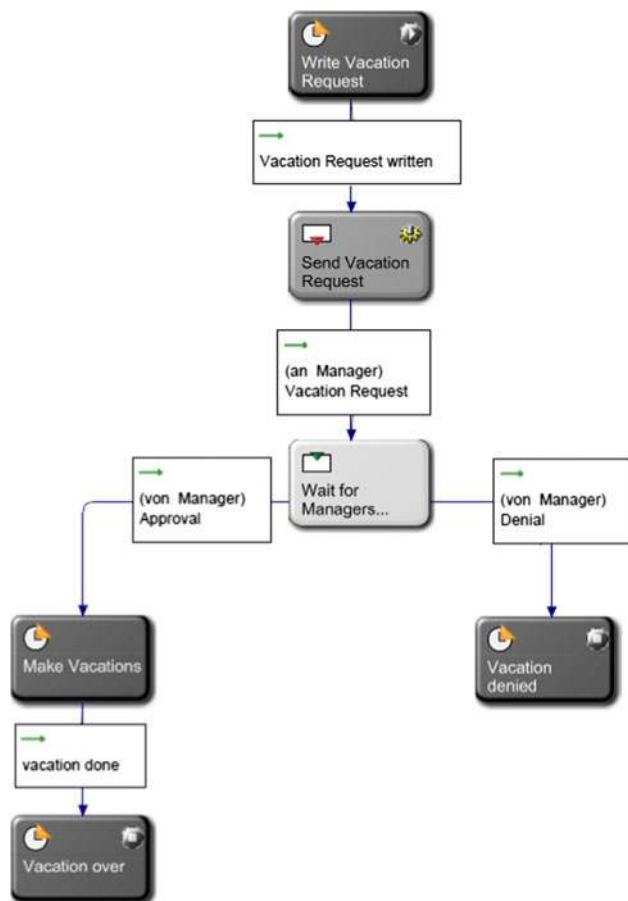 Write Vacation
Request
Vacation Request written
Send Vacation
Request
(an Manager)
Vacation Request
Wait for
Managers...
(von Manager)
Approval
(von Manager)
Denial
Make Vacations
Vacation
denied
vacation done
Vacation over